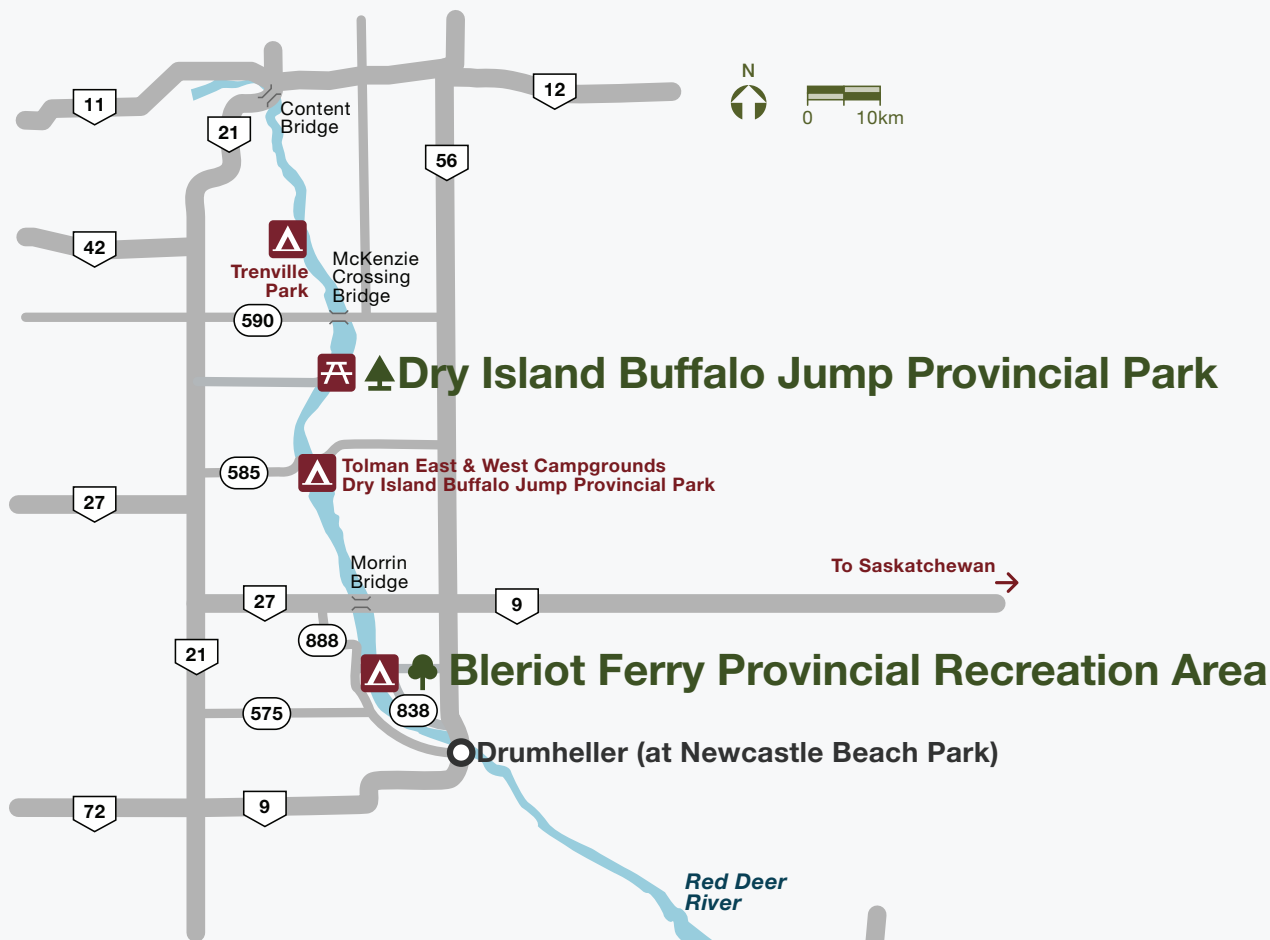 N
0 10km
11
12
Content
Bridge
21
56
42
McKenzie
Crossing
Bridge
Trenville
Park
590
Dry Island Buffalo Jump Provincial Park
Tolman East & West Campgrounds
Dry Island Buffalo Jump Provincial Park
585
27
Morrin
Bridge
To Saskatchewan
27
9
888
21
Bleriot Ferry Provincial Recreation Area
838
575
Drumheller (at Newcastle Beach Park)
72
9
Red Deer
River